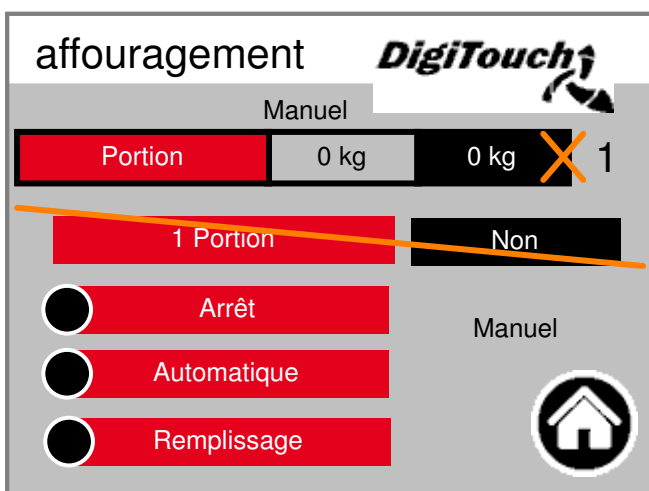 affouragement DigiTouch
Manuel
Portion 0 kg 0 kg 1
1 Portion Non
Arrêt
Manuel
Automatique
Remplissage